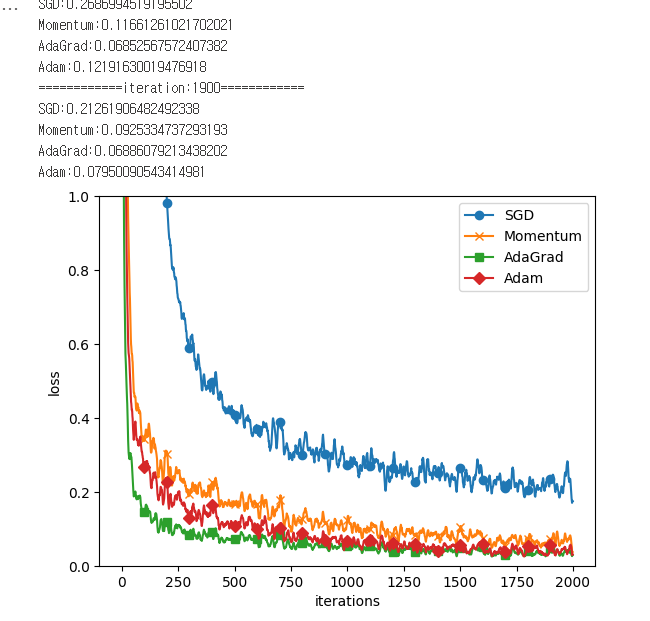 ...
SGD:0.2686994519195502
Momentum:0.11661261021702021
AdaGrad:0.06852567572407382
Adam:0.12191630019476918
============iteration:1900============
SGD:0.21261906482492338
Momentum:0.0925334737293193
AdaGrad:0.06886079213438202
Adam:0.07950090543414981
1.0
0.8
0.6
0.4
0.2
0.0
loss
SGD
Momentum
AdaGrad
Adam
0 250 500 750 1000 1250 1500 1750 2000
iterations